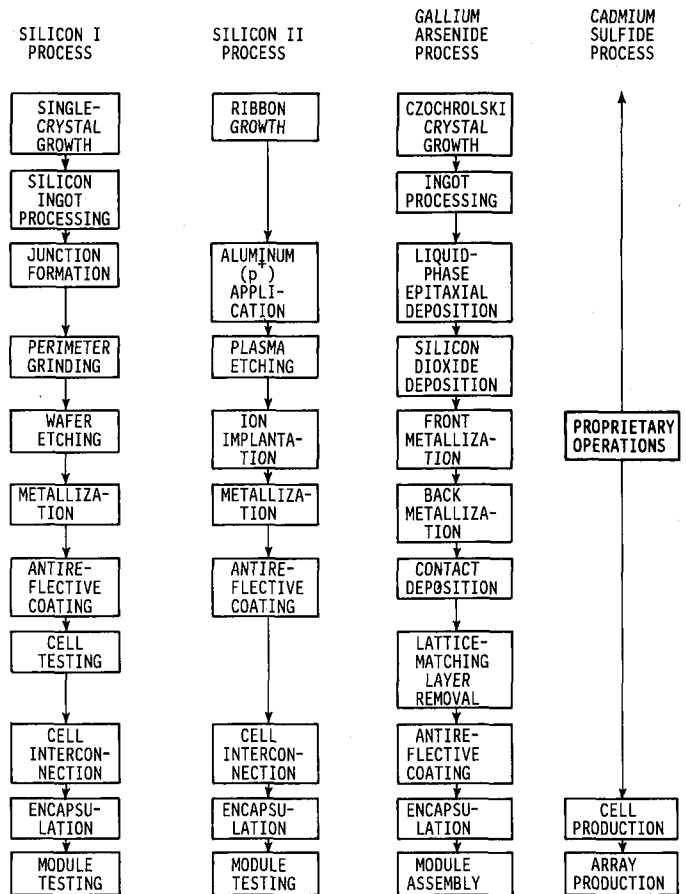 SILICON I
PROCESS
SINGLE-
CRYSTAL
GROWTH
SILICON
INGOT
PROCESSING
JUNCTION
FORMATION
PERIMETER
GRINDING
WAFER
ETCHING
METALLIZA-
TION
ANTIRE-
FLECTIVE
COATING
CELL
TESTING
CELL
INTERCON-
NECTION
ENCAPSU-
LATION
MODULE
TESTING
SILICON II
PROCESS
RIBBON
GROWTH
ALUMINUM
(p+)
APPLI-
CATION
PLASMA
ETCHING
ION
IMPLANTA-
TION
METALLIZA-
TION
ANTIRE-
FLECTIVE
COATING
CELL
INTERCON-
NECTION
ENCAPSU-
LATION
MODULE
TESTING
GALLIUM
ARSENIDE
PROCESS
CZOCHROLSKI
CRYSTAL
GROWTH
INGOT
PROCESSING
LIQUID-
PHASE
EPITAXIAL
DEPOSITION
SILICON
DIOXIDE
DEPOSITION
FRONT
METALLIZA-
TION
BACK
METALLIZA-
TION
CONTACT
DEPOSITION
LATTICE-
MATCHING
LAYER
REMOVAL
ANTIRE-
FLECTIVE
COATING
ENCAPSU-
LATION
MODULE
ASSEMBLY
CADMIUM
SULFIDE
PROCESS
PROPRIETARY
OPERATIONS
CELL
PRODUCTION
ARRAY
PRODUCTION